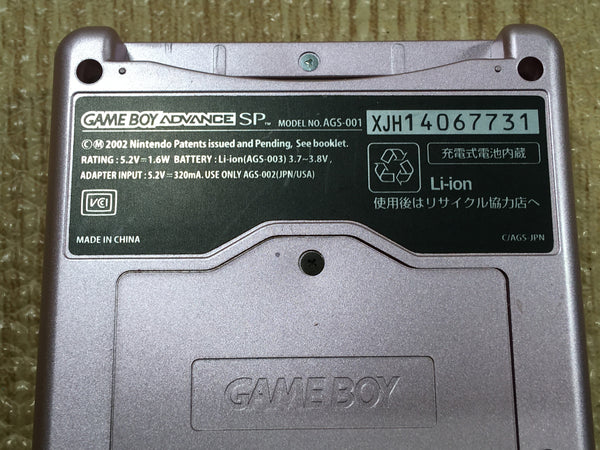 GAME BOY ADVANCE SP™ MODEL NO. AGS-001 XJH14067731
©Ⓜ 2002 Nintendo Patents issued and Pending, See booklet.
RATING : 5.2V⎓1.6W BATTERY : Li-ion(AGS-003) 3.7~3.8V ,
ADAPTER INPUT : 5.2V⎓320mA. USE ONLY AGS-002(JPN/USA)
充電式電池内蔵
Li-ion
使用後はリサイクル協力店へ
VCI
MADE IN CHINA
C/AGS-JPN
GAME BOY